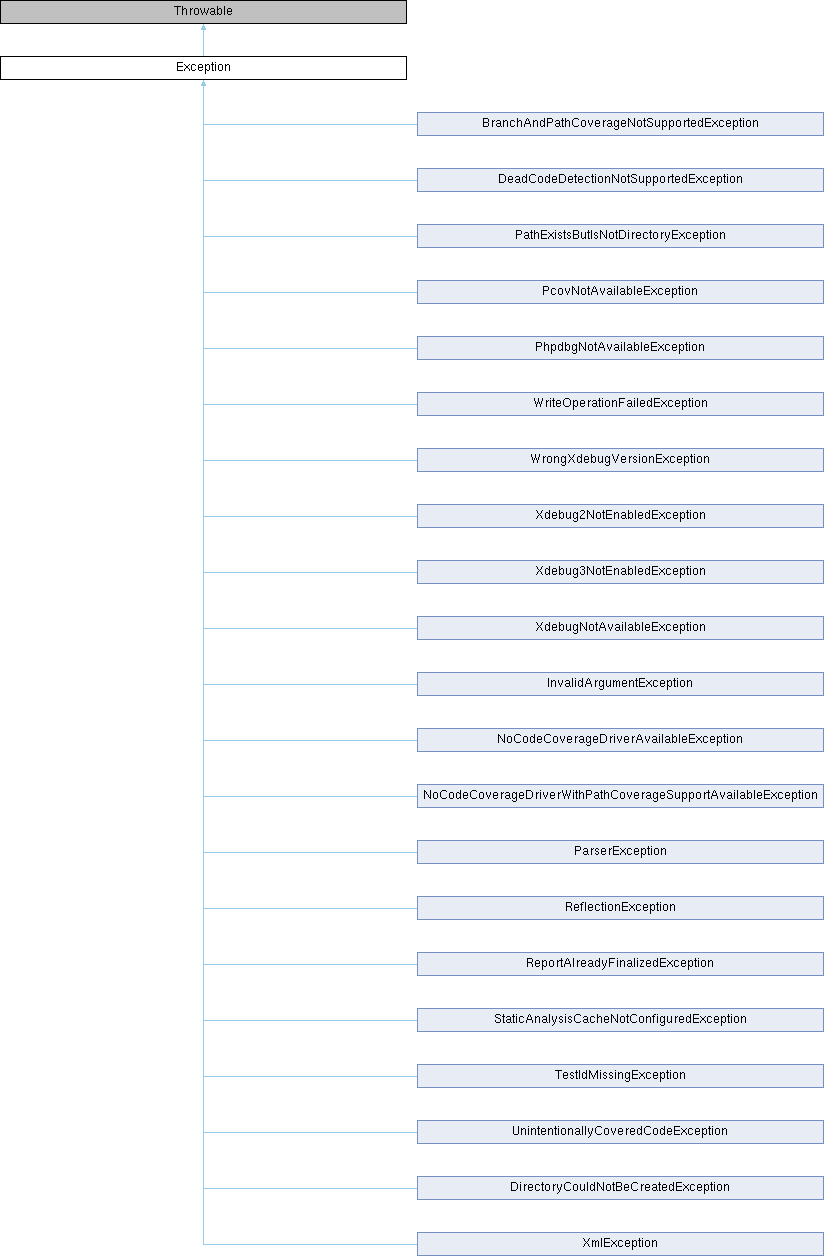 Throwable
Exception
BranchAndPathCoverageNotSupportedException
DeadCodeDetectionNotSupportedException
PathExistsButIsNotDirectoryException
PcovNotAvailableException
PhpdbgNotAvailableException
WriteOperationFailedException
WrongXdebugVersionException
Xdebug2NotEnabledException
Xdebug3NotEnabledException
XdebugNotAvailableException
InvalidArgumentException
NoCodeCoverageDriverAvailableException
NoCodeCoverageDriverWithPathCoverageSupportAvailableException
ParserException
ReflectionException
ReportAlreadyFinalizedException
StaticAnalysisCacheNotConfiguredException
TestIdMissingException
UnintentionallyCoveredCodeException
DirectoryCouldNotBeCreatedException
XmlException